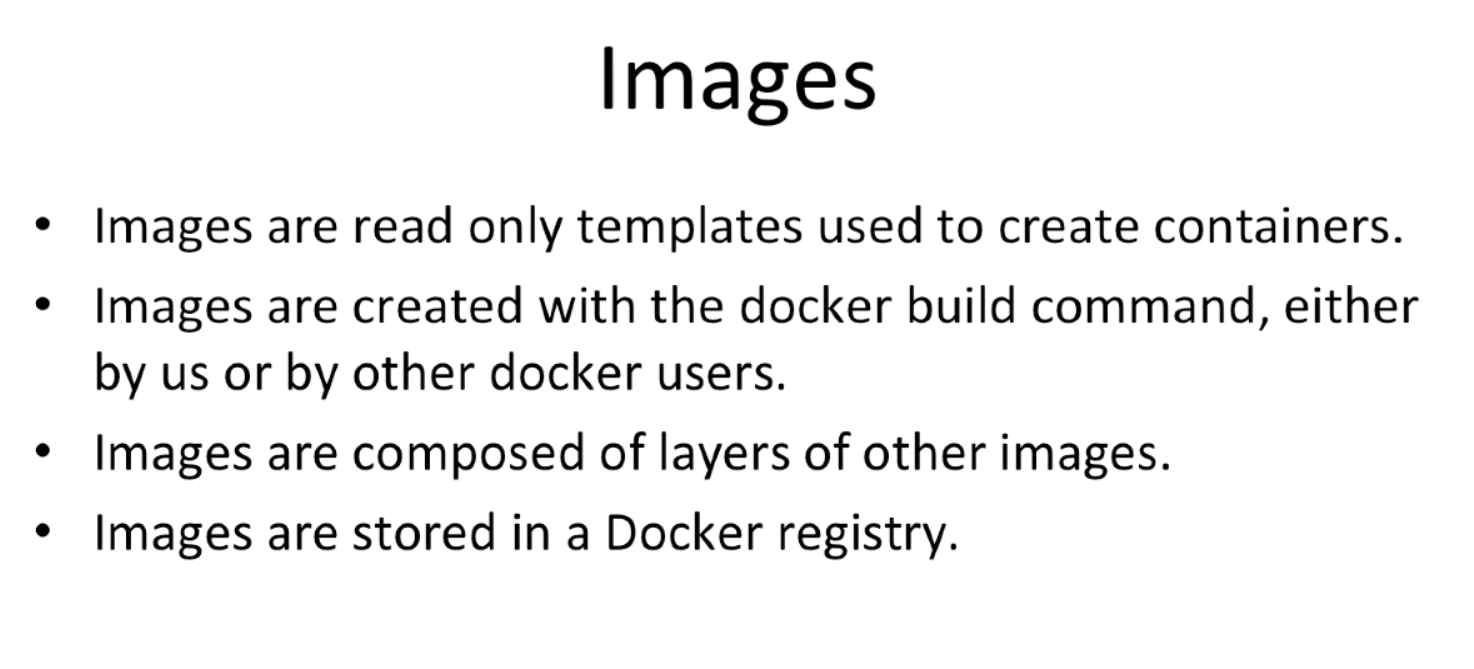 Images
• Images are read only templates used to create containers.
• Images are created with the docker build command, either
by us or by other docker users.
• Images are composed of layers of other images.
• Images are stored in a Docker registry.